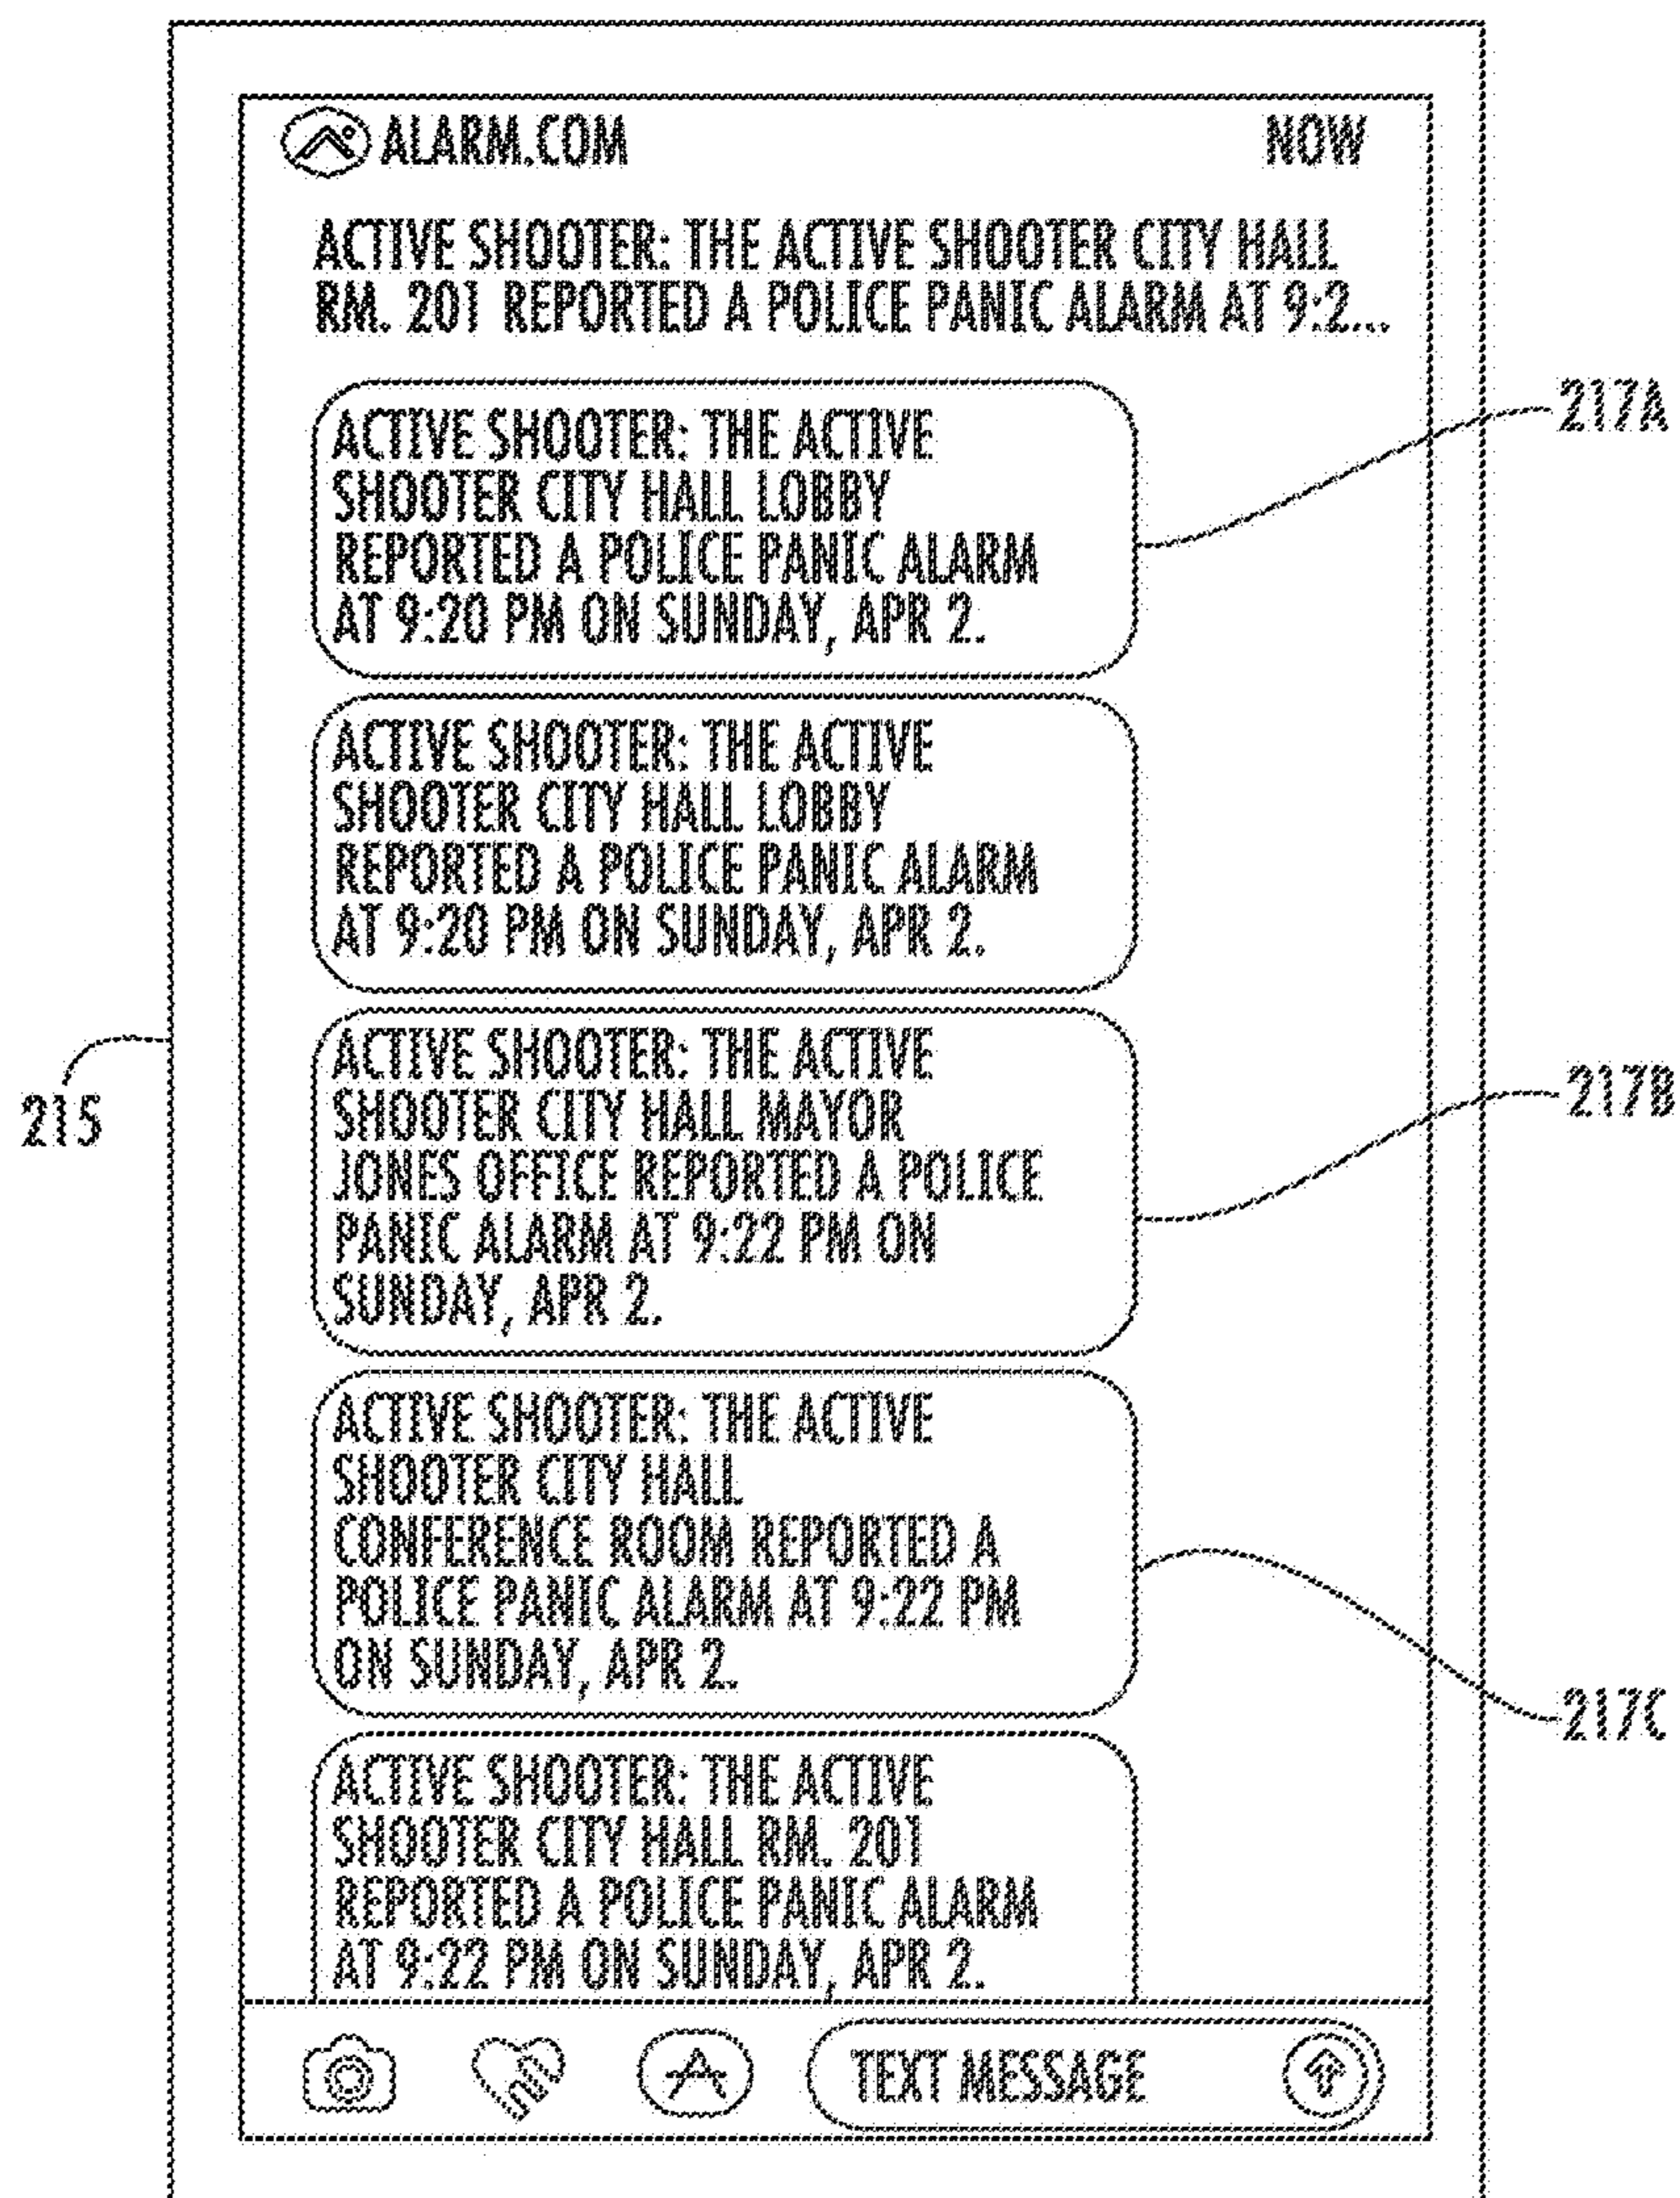 ALARM.COM NOW
ACTIVE SHOOTER: THE ACTIVE SHOOTER CITY HALL
RM. 201 REPORTED A POLICE PANIC ALARM AT 9:2...
217A
ACTIVE SHOOTER: THE ACTIVE
SHOOTER CITY HALL LOBBY
REPORTED A POLICE PANIC ALARM
AT 9:20 PM ON SUNDAY, APR 2.
ACTIVE SHOOTER: THE ACTIVE
SHOOTER CITY HALL LOBBY
REPORTED A POLICE PANIC ALARM
AT 9:20 PM ON SUNDAY, APR 2.
215
217B
ACTIVE SHOOTER: THE ACTIVE
SHOOTER CITY HALL MAYOR
JONES OFFICE REPORTED A POLICE
PANIC ALARM AT 9:22 PM ON
SUNDAY, APR 2.
ACTIVE SHOOTER: THE ACTIVE
SHOOTER CITY HALL
CONFERENCE ROOM REPORTED A
POLICE PANIC ALARM AT 9:22 PM
ON SUNDAY, APR 2.
217C
ACTIVE SHOOTER: THE ACTIVE
SHOOTER CITY HALL RM. 201
REPORTED A POLICE PANIC ALARM
AT 9:22 PM ON SUNDAY, APR 2.
TEXT MESSAGE